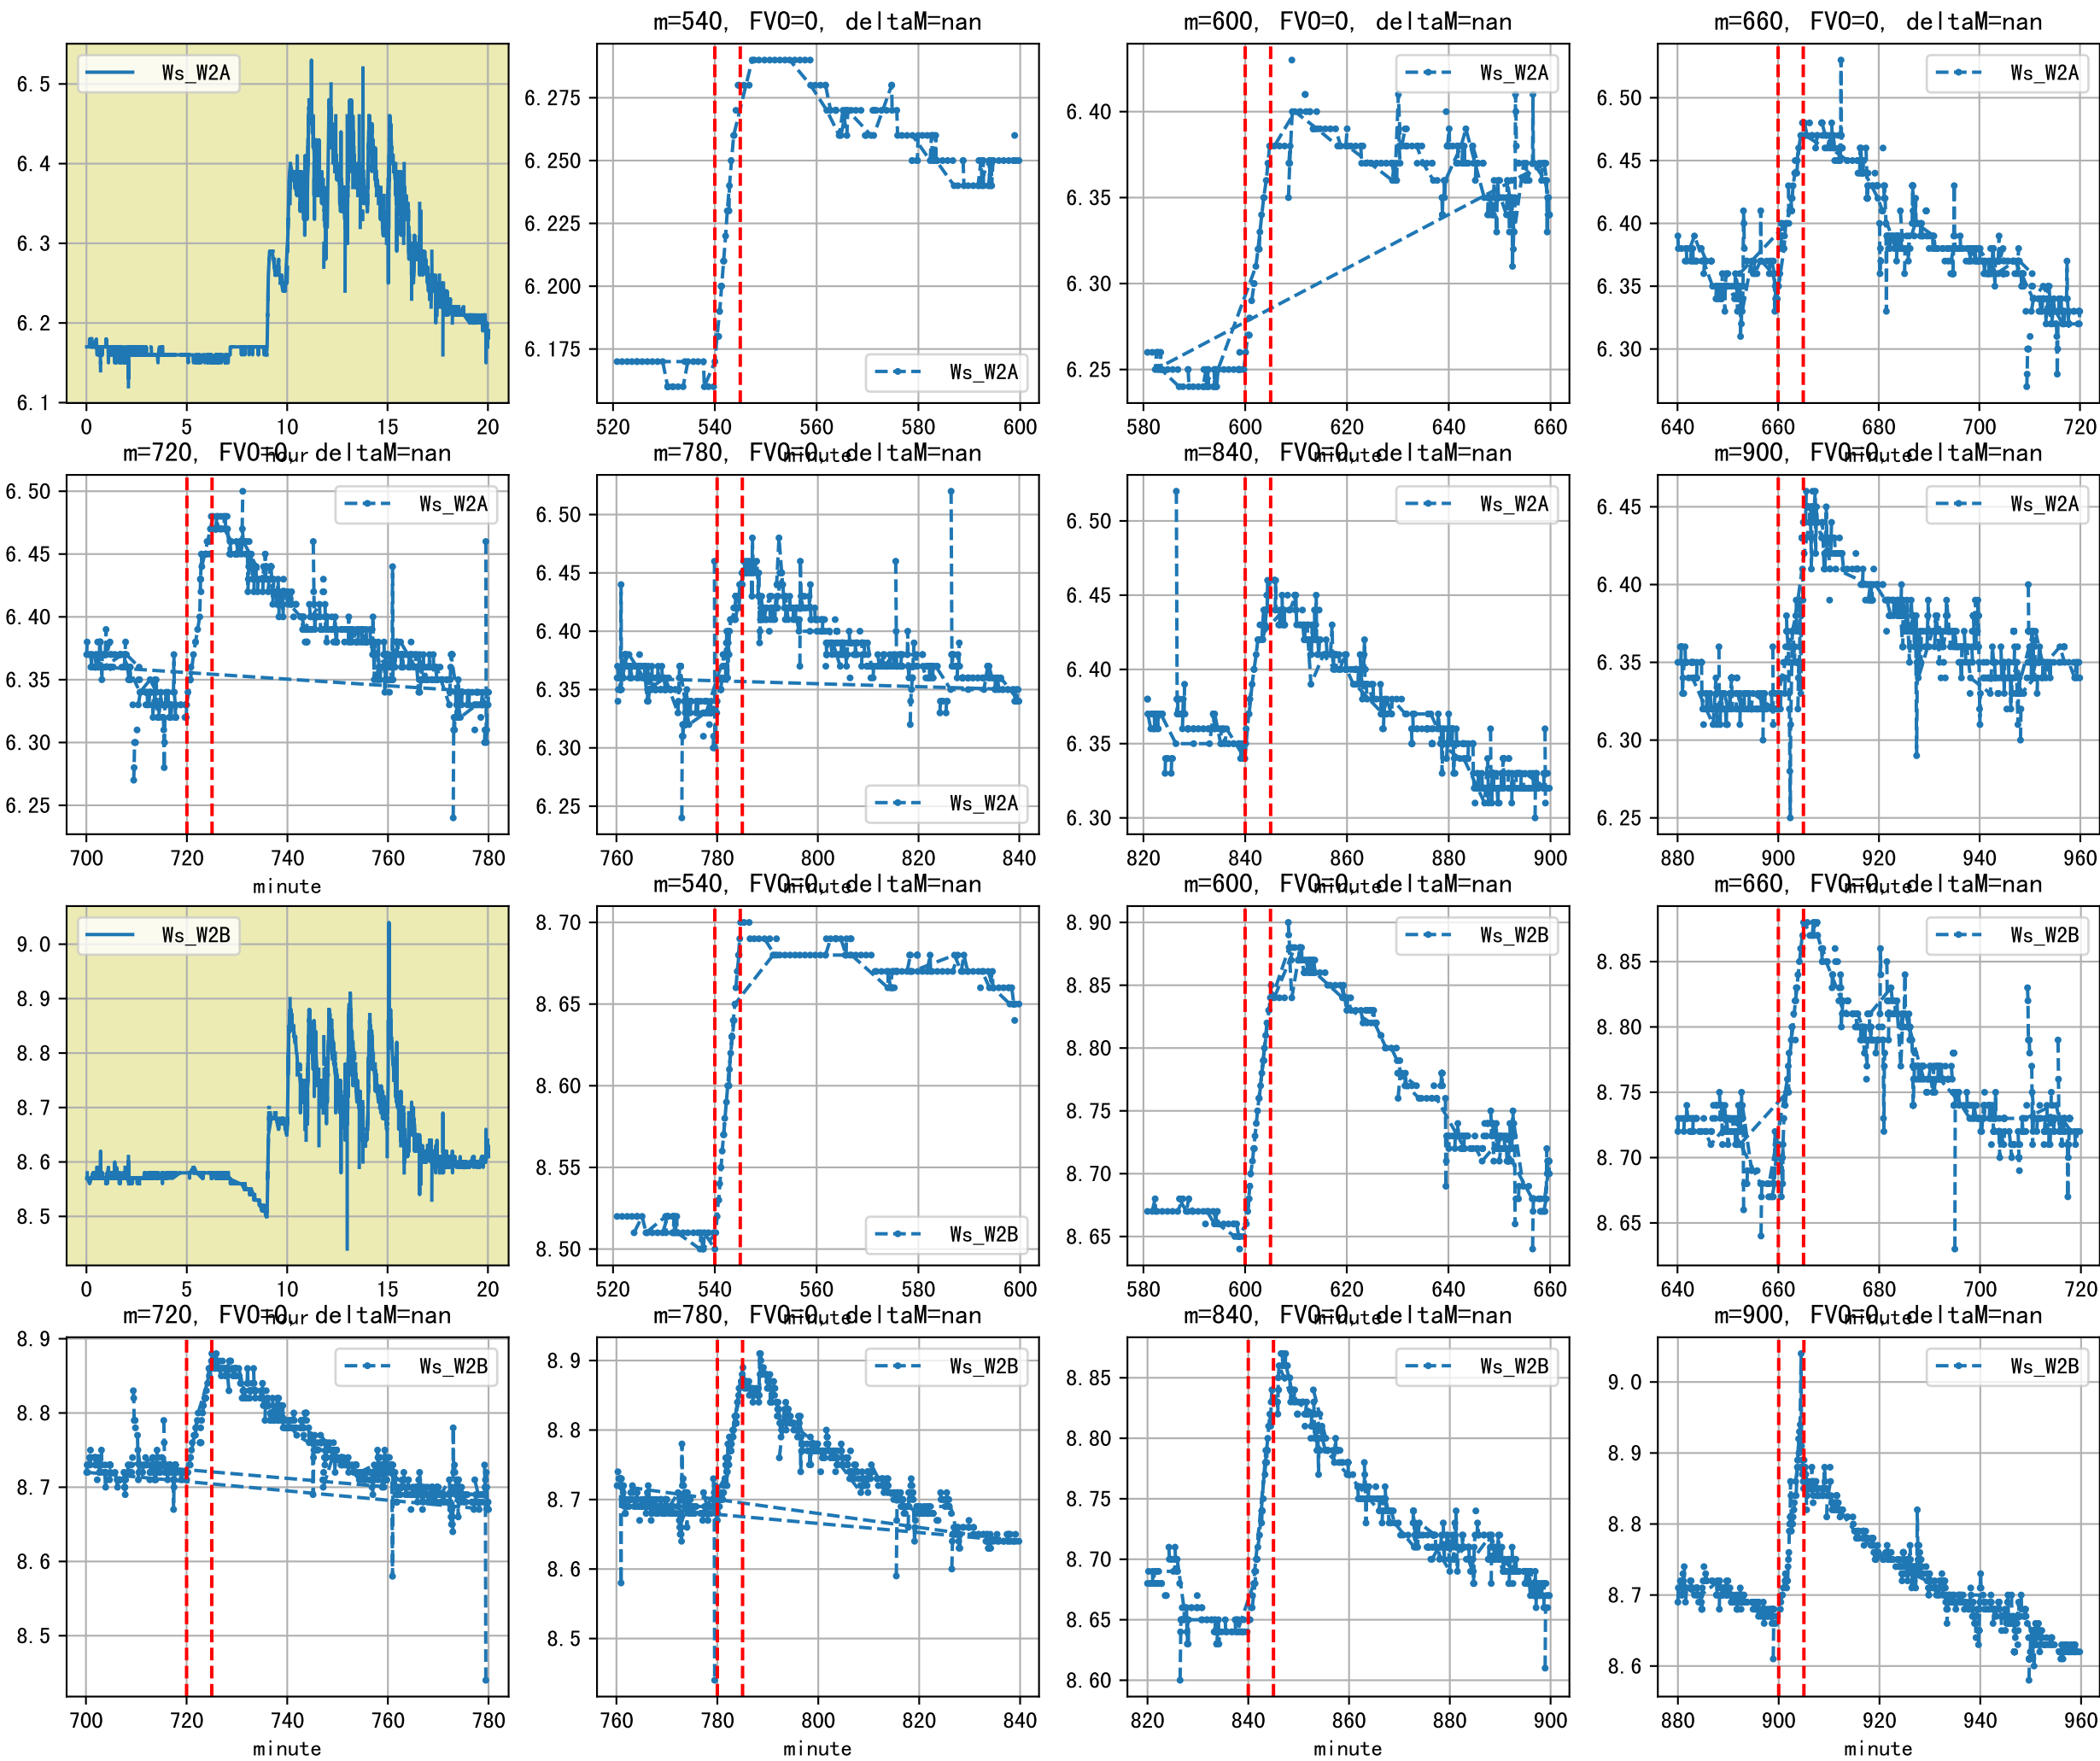 m=540, FVO=0, deltaM=nan
m=600, FVO=0, deltaM=nan
m=660, FVO=0, deltaM=nan
Ws_W2A
6.5
6.4
6.3
6.2
6.1
0 5 10 15 20
hour
Ws_W2A
6.275
6.250
6.225
6.200
6.175
520 540 560 580 600
minute
Ws_W2A
6.40
6.35
6.30
6.25
580 600 620 640 660
minute
Ws_W2A
6.50
6.45
6.40
6.35
6.30
640 660 680 700 720
minute
m=720, FVO=0, deltaM=nan
m=780, FVO=0, deltaM=nan
m=840, FVO=0, deltaM=nan
m=900, FVO=0, deltaM=nan
Ws_W2A
6.50
6.45
6.40
6.35
6.30
6.25
700 720 740 760 780
minute
Ws_W2A
6.50
6.45
6.40
6.35
6.30
6.25
760 780 800 820 840
minute
Ws_W2A
6.50
6.45
6.40
6.35
6.30
820 840 860 880 900
minute
Ws_W2A
6.45
6.40
6.35
6.30
6.25
880 900 920 940 960
minute
m=540, FVO=0, deltaM=nan
m=600, FVO=0, deltaM=nan
m=660, FVO=0, deltaM=nan
Ws_W2B
9.0
8.9
8.8
8.7
8.6
8.5
0 5 10 15 20
hour
Ws_W2B
8.70
8.65
8.60
8.55
8.50
520 540 560 580 600
minute
Ws_W2B
8.90
8.85
8.80
8.75
8.70
8.65
580 600 620 640 660
minute
Ws_W2B
8.85
8.80
8.75
8.70
8.65
640 660 680 700 720
minute
m=720, FVO=0, deltaM=nan
m=780, FVO=0, deltaM=nan
m=840, FVO=0, deltaM=nan
m=900, FVO=0, deltaM=nan
Ws_W2B
8.9
8.8
8.7
8.6
8.5
700 720 740 760 780
minute
Ws_W2B
8.9
8.8
8.7
8.6
8.5
760 780 800 820 840
minute
Ws_W2B
8.85
8.80
8.75
8.70
8.65
8.60
820 840 860 880 900
minute
Ws_W2B
9.0
8.9
8.8
8.7
8.6
880 900 920 940 960
minute